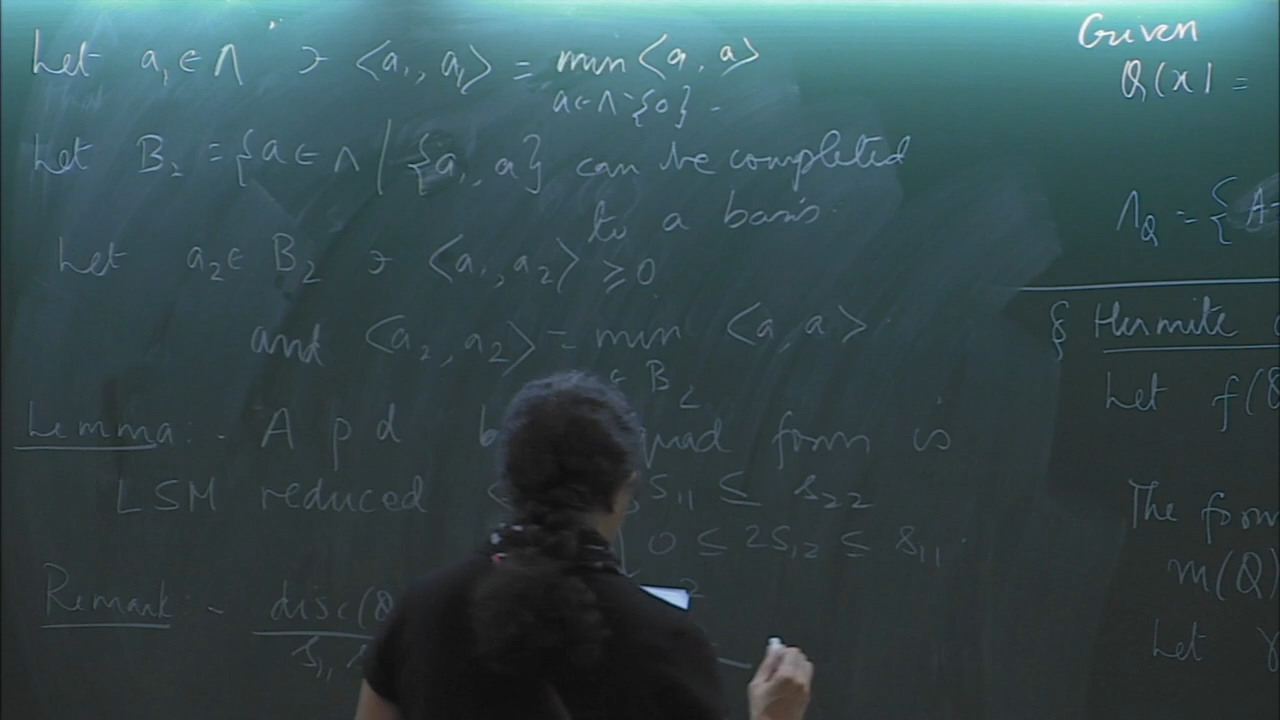 Let a₁ ∈ Λ ∋ <a₁, a₁> = min <a, a>
a ∈ Λ - {0}
Let B₂ = {a ∈ Λ | {a₁, a} can be completed
to a basis.
Let a₂ ∈ B₂ ∋ <a₁, a₂> ≥ 0
and <a₂, a₂> = min <a, a>
∈ B₂
Lemma :- A p d b quad form is
LSM reduced s₁₁ ≤ s₂₂
0 ≤ 2s₁₂ ≤ s₁₁.
Remark :- disc(Q
s₁₁
Given
Q(x) =
Λ_Q = { A
§ Hermite
Let f(Q
The form
m(Q)
Let γ